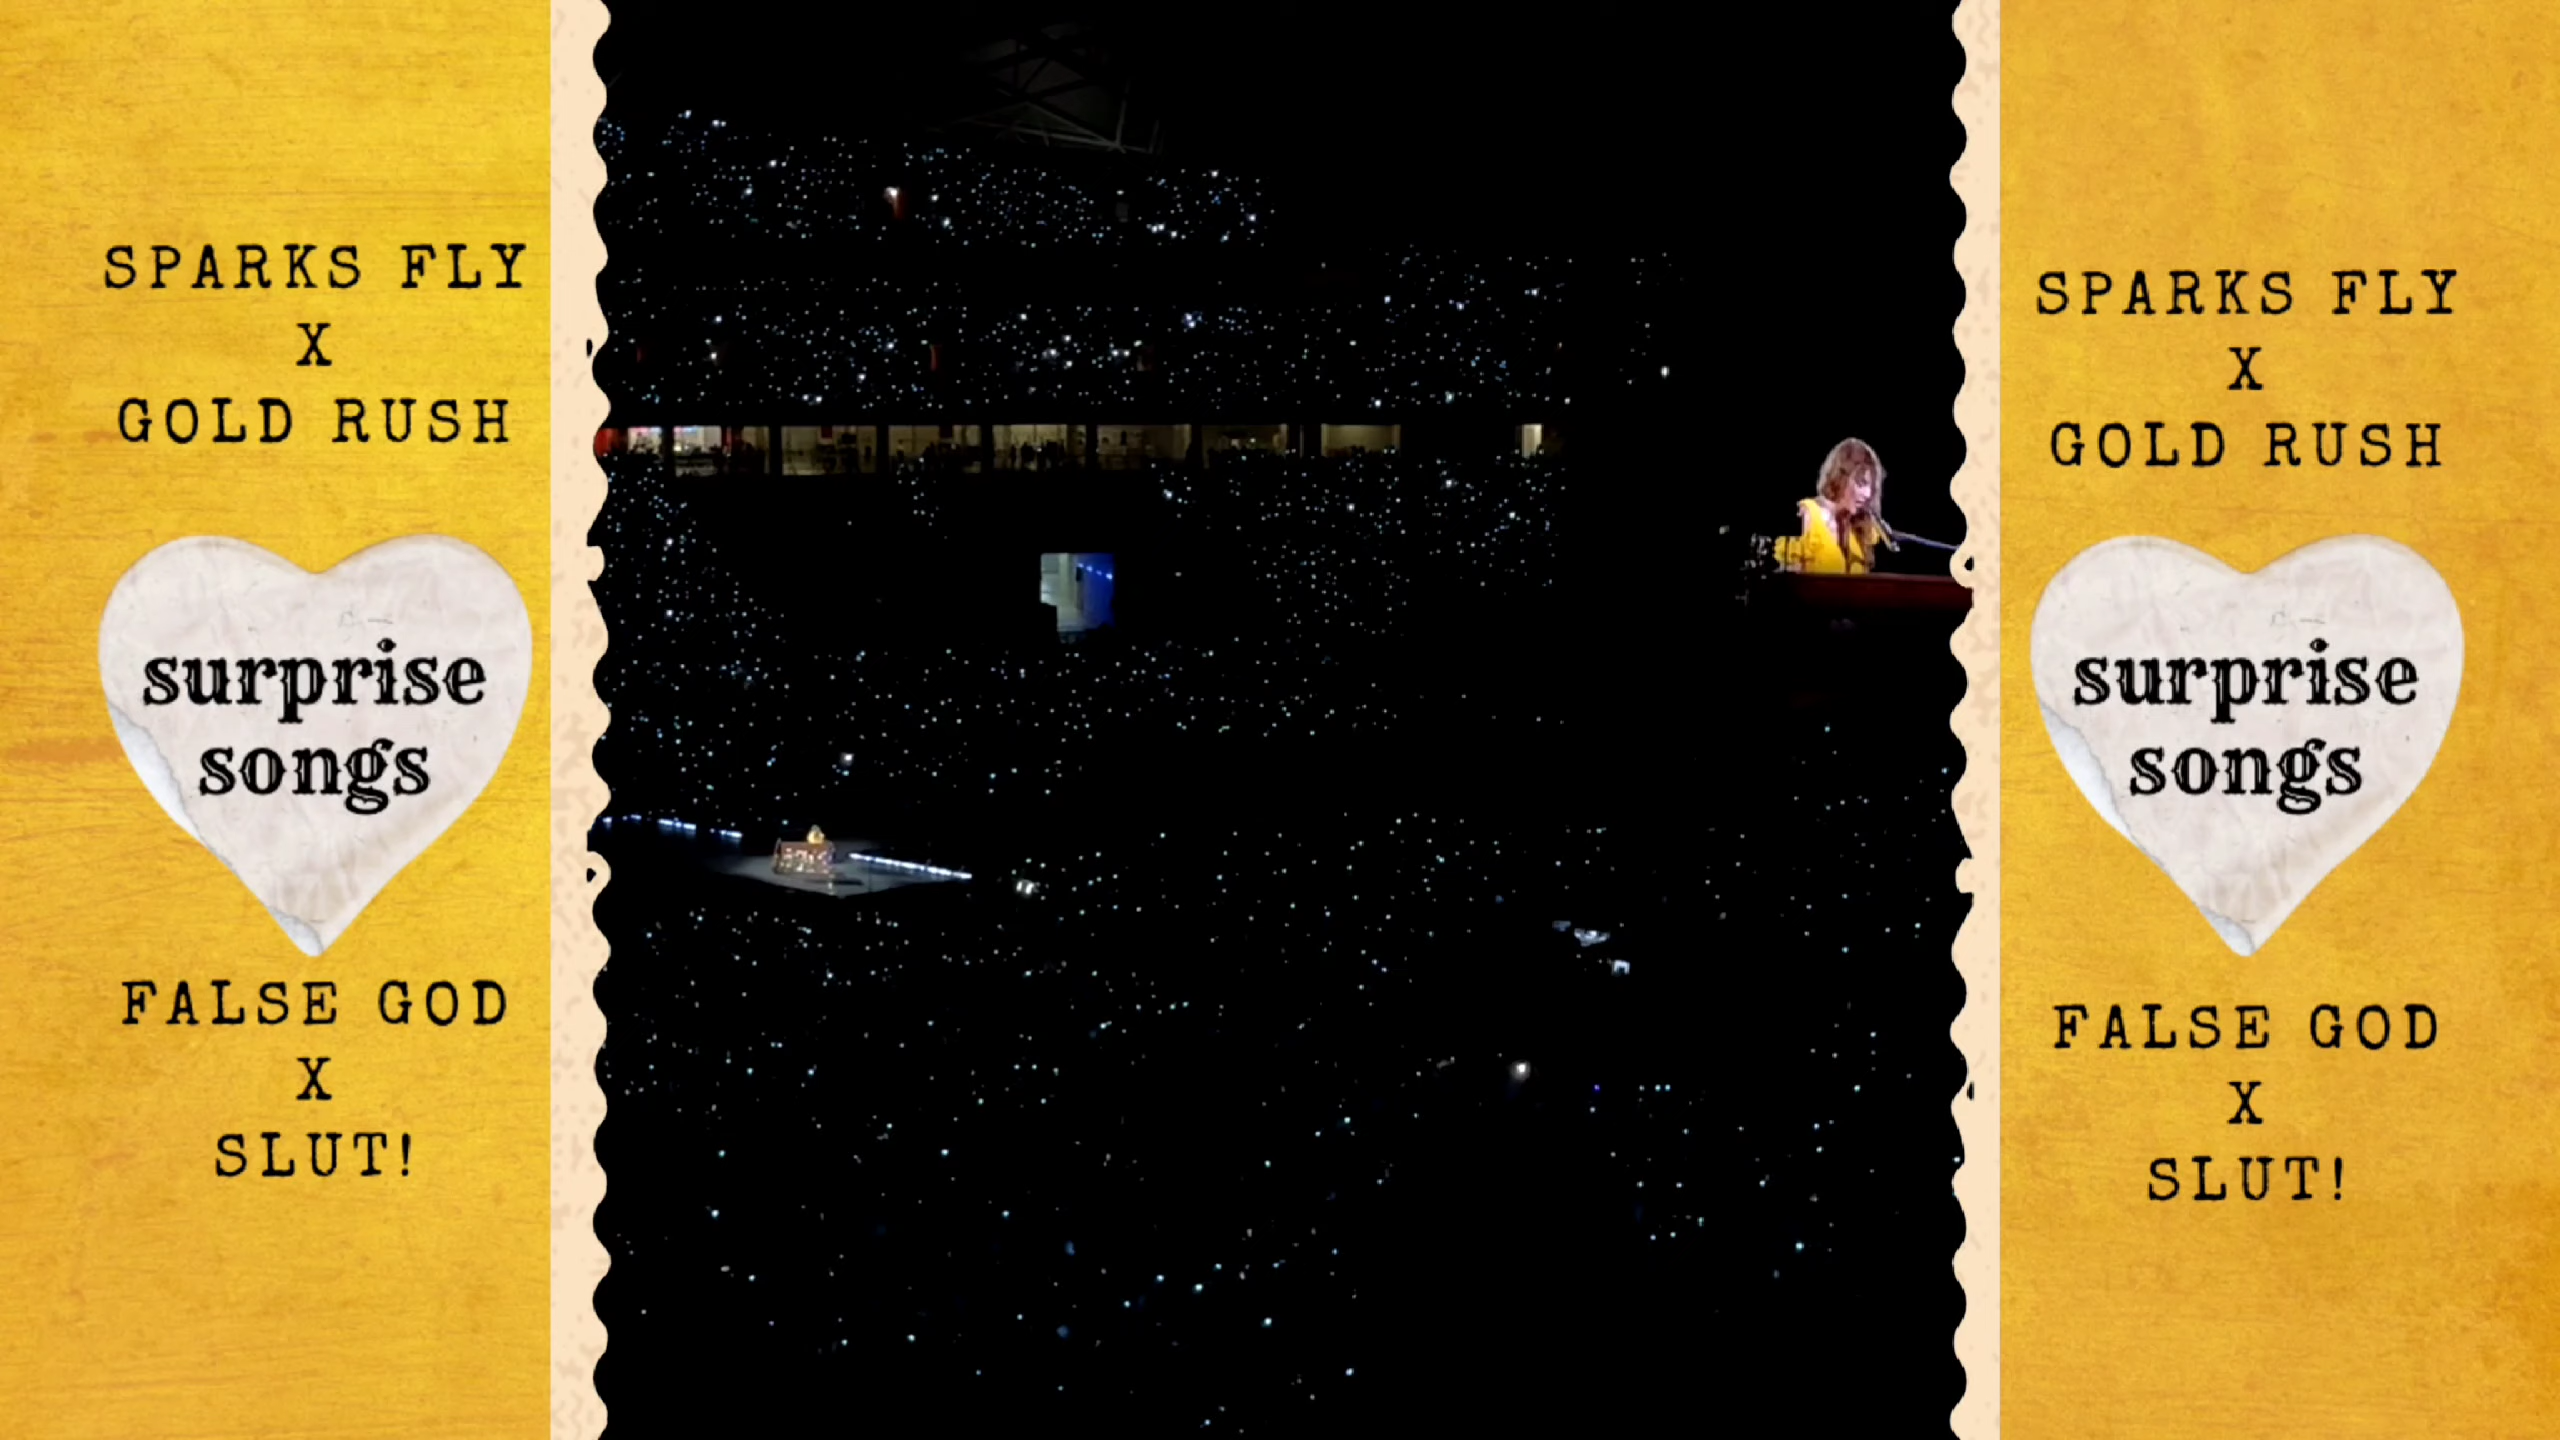 SPARKS FLY
X
GOLD RUSH
surprise
songs
FALSE GOD
X
SLUT!
SPARKS FLY
X
GOLD RUSH
surprise
songs
FALSE GOD
X
SLUT!